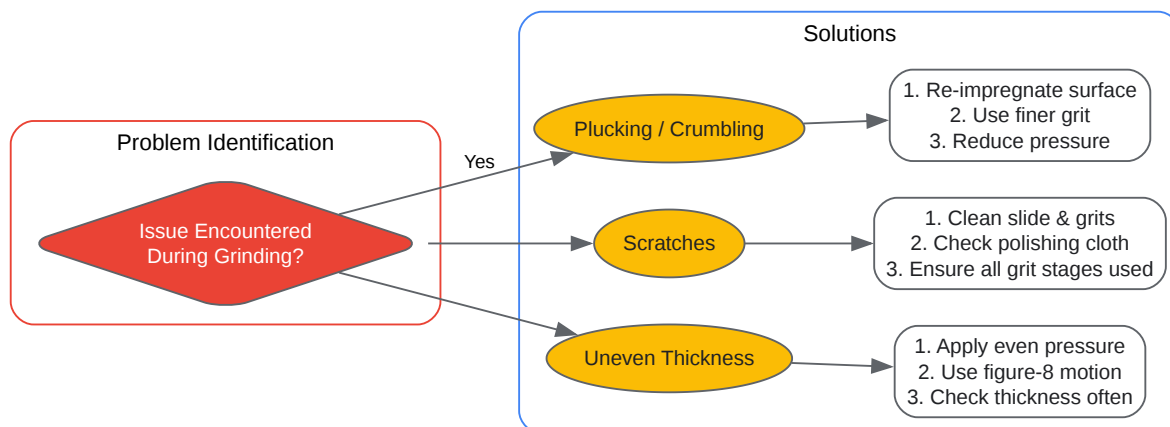 Solutions
Problem Identification
Issue Encountered
During Grinding?
Yes
Plucking / Crumbling
1. Re-impregnate surface
2. Use finer grit
3. Reduce pressure
Scratches
1. Clean slide & grits
2. Check polishing cloth
3. Ensure all grit stages used
Uneven Thickness
1. Apply even pressure
2. Use figure-8 motion
3. Check thickness often